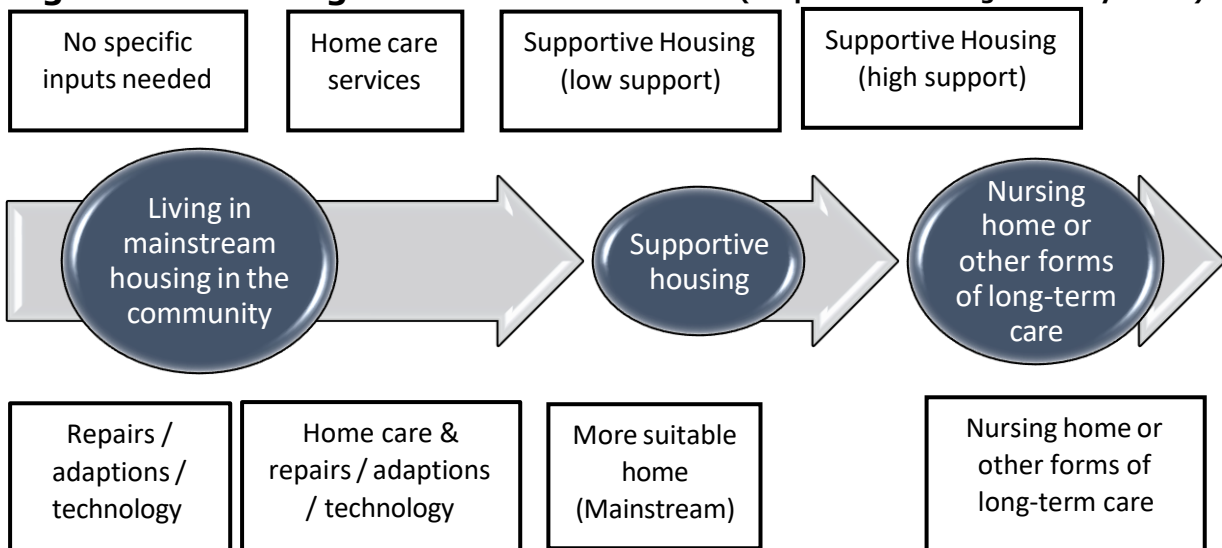 No specific
inputs needed
Home care
services
Supportive Housing
(low support)
Supportive Housing
(high support)
Living in
mainstream
housing in the
community
Supportive
housing
Nursing
home or
other forms
of long-term
care
Repairs /
adaptions /
technology
Home care &
repairs / adaptions
/ technology
More suitable
home
(Mainstream)
Nursing home or
other forms of
long-term care